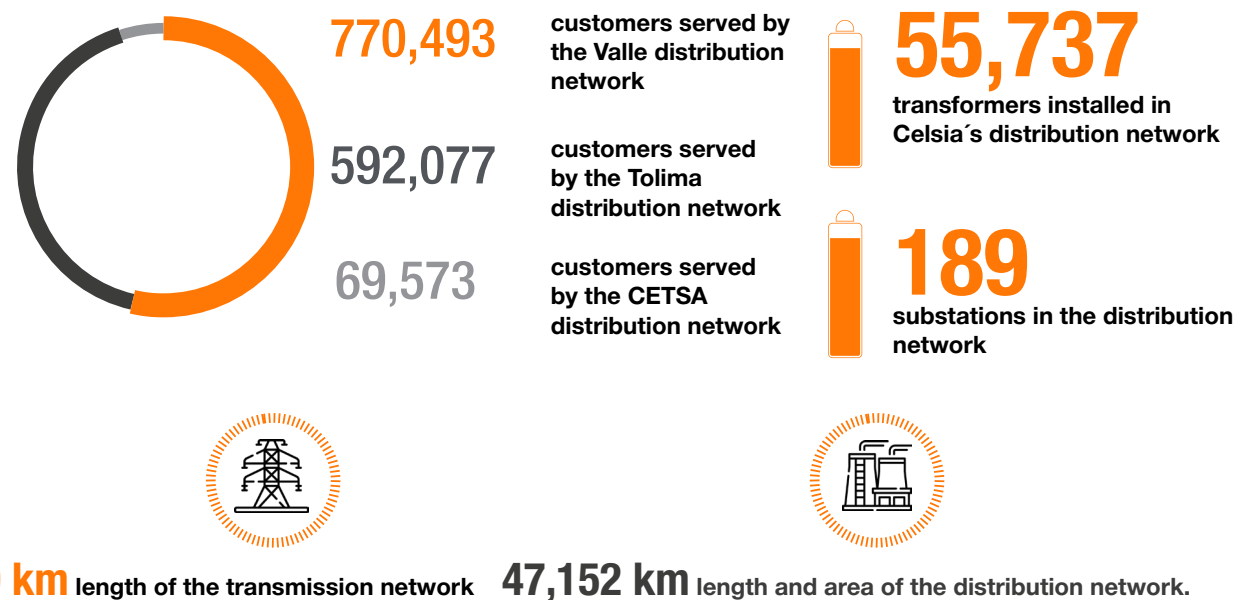 770,493
customers served by
the Valle distribution
network
592,077
customers served
by the Tolima
distribution network
69,573
customers served
by the CETSA
distribution network
55,737
transformers installed in
Celsia´s distribution network
189
substations in the distribution
network
km length of the transmission network
47,152 km length and area of the distribution network.